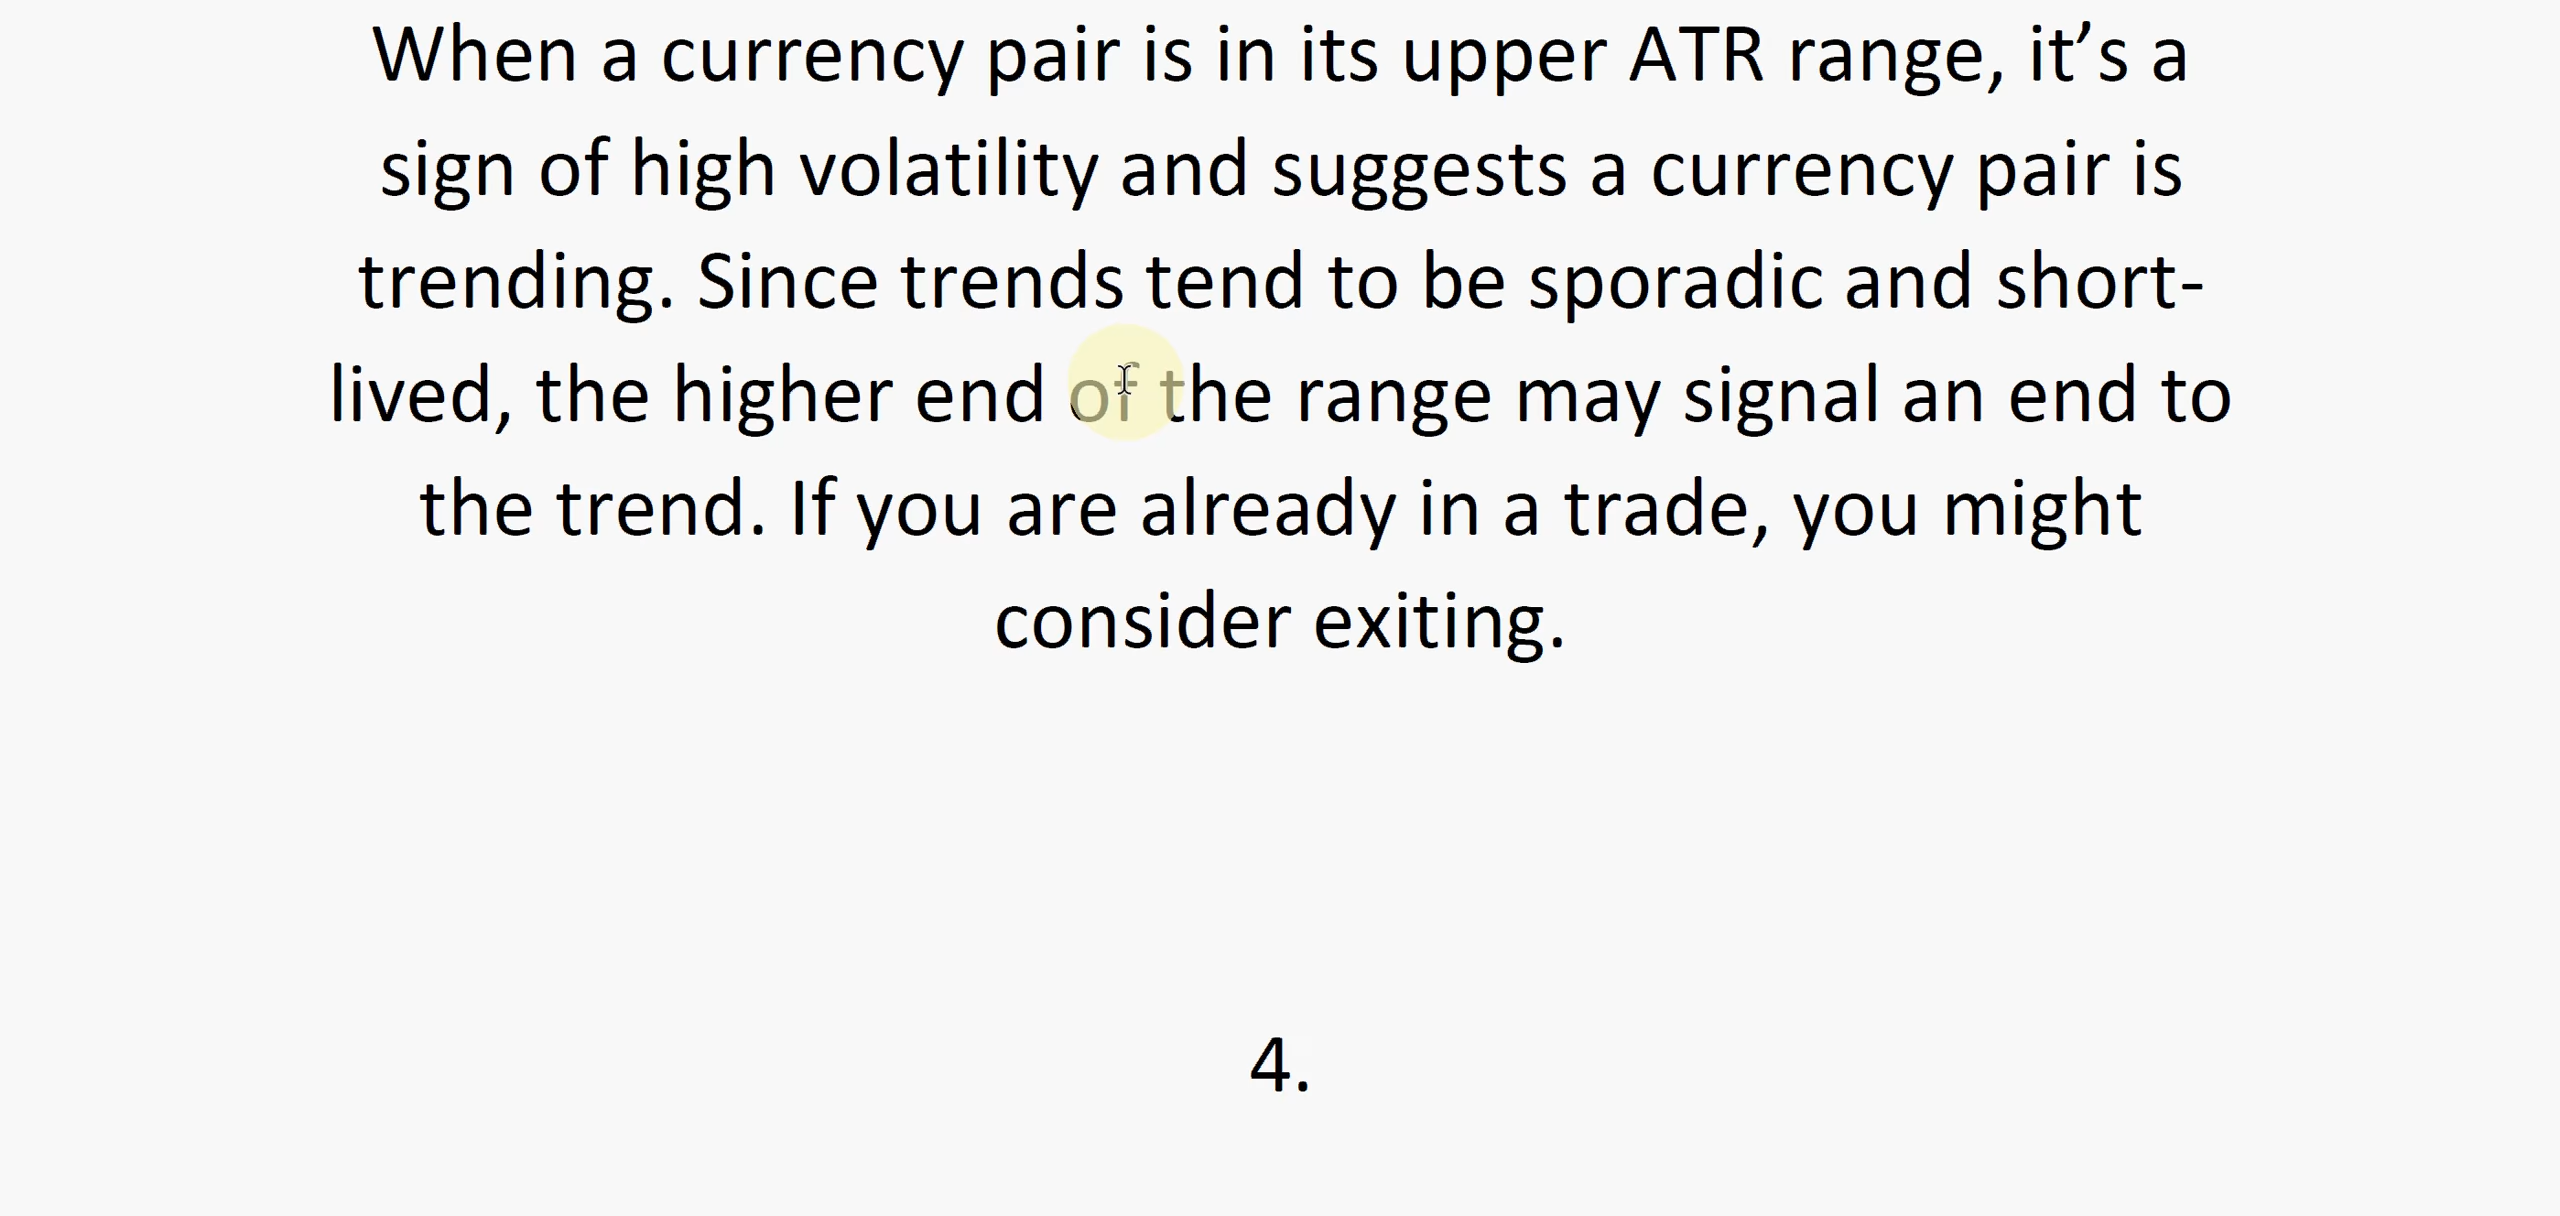 When a currency pair is in its upper ATR range, it’s a
sign of high volatility and suggests a currency pair is
trending. Since trends tend to be sporadic and short-
lived, the higher end of the range may signal an end to
the trend. If you are already in a trade, you might
consider exiting.
4.